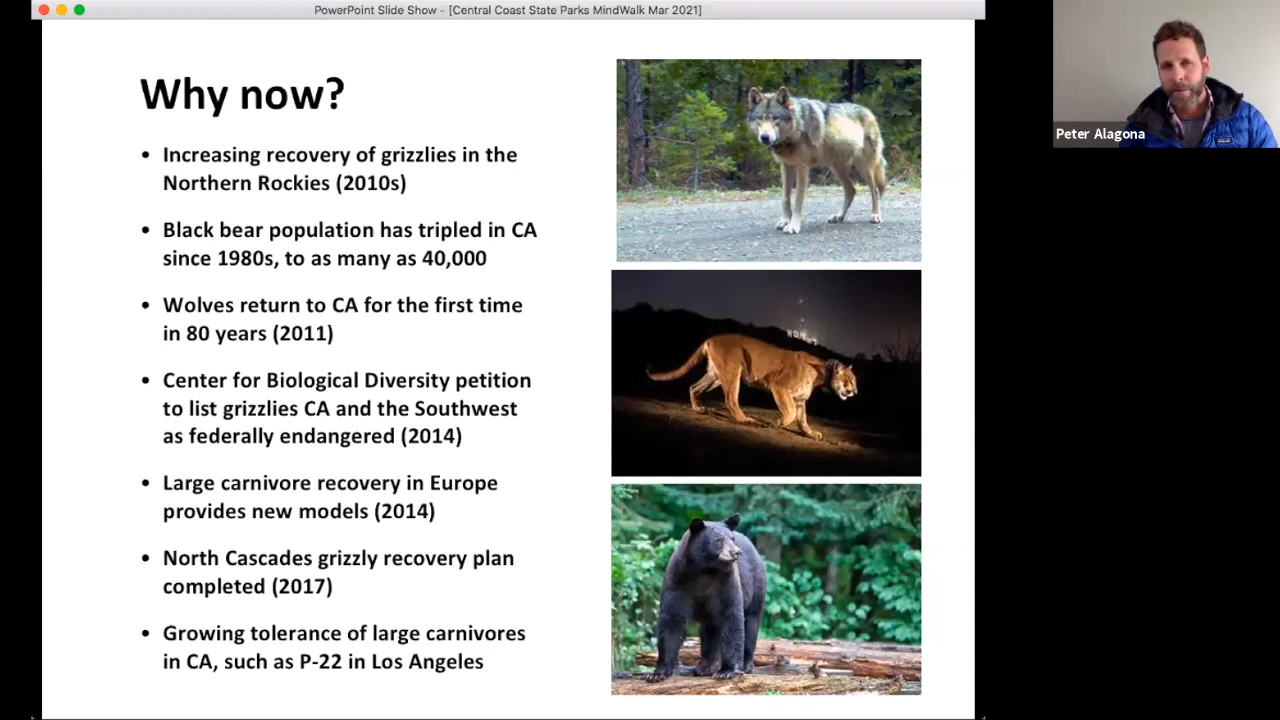 PowerPoint Slide Show - [Central Coast State Parks MindWalk Mar 2021]
Why now?
• Increasing recovery of grizzlies in the
Northern Rockies (2010s)
• Black bear population has tripled in CA
since 1980s, to as many as 40,000
• Wolves return to CA for the first time
in 80 years (2011)
• Center for Biological Diversity petition
to list grizzlies CA and the Southwest
as federally endangered (2014)
• Large carnivore recovery in Europe
provides new models (2014)
• North Cascades grizzly recovery plan
completed (2017)
• Growing tolerance of large carnivores
in CA, such as P-22 in Los Angeles
Peter Alagona